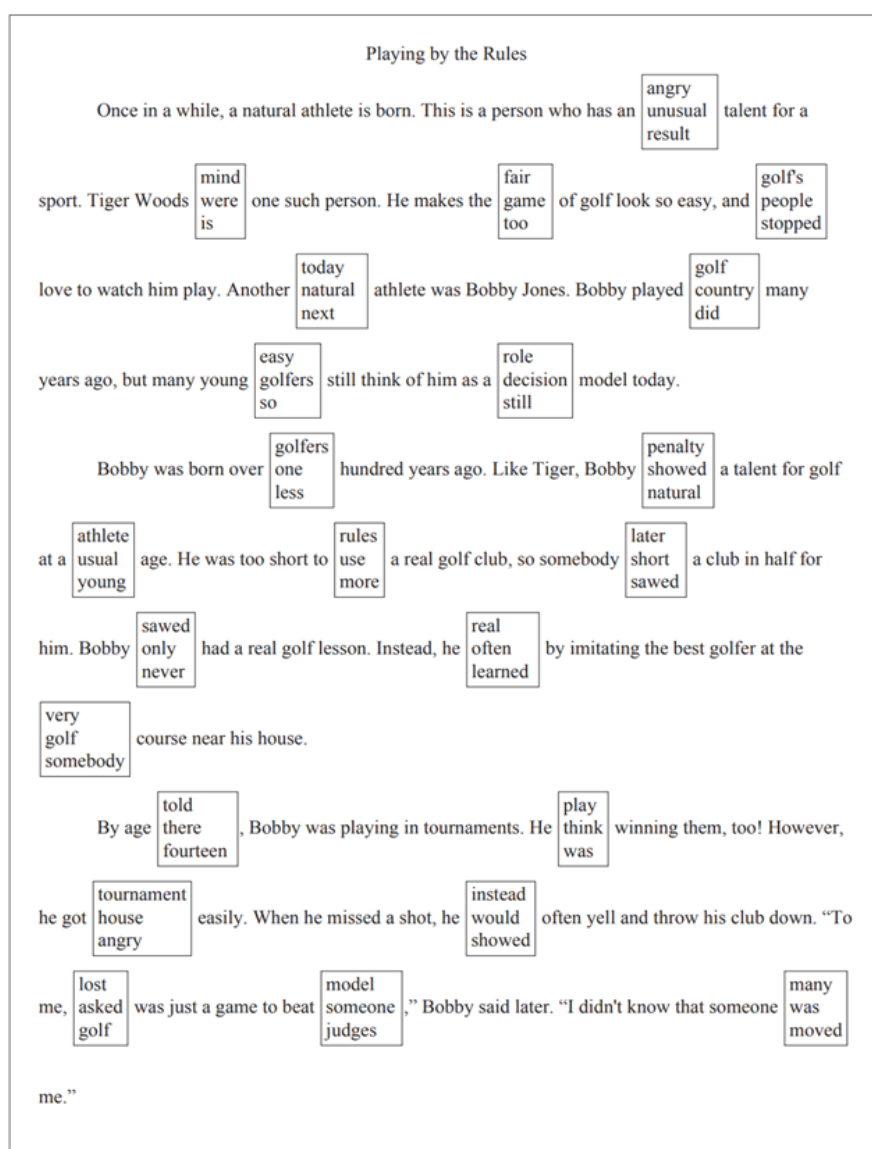 Playing by the Rules
angry
Once in a while, a natural athlete is born. This is a person who has an unusual talent for a
result
mind fair golf's
sport. Tiger Woods were one such person. He makes the game of golf look so easy, and people
is too stopped
today golf
love to watch him play. Another natural athlete was Bobby Jones. Bobby played country many
next did
easy role
years ago, but many young golfers still think of him as a decision model today.
so still
golfers penalty
Bobby was born over one hundred years ago. Like Tiger, Bobby showed a talent for golf
less natural
athlete rules later
at a usual age. He was too short to use a real golf club, so somebody short a club in half for
young more sawed
sawed real
him. Bobby only had a real golf lesson. Instead, he often by imitating the best golfer at the
never learned
very
golf course near his house.
somebody
told play
By age there , Bobby was playing in tournaments. He think winning them, too! However,
fourteen was
tournament instead
he got house easily. When he missed a shot, he would often yell and throw his club down. “To
angry showed
lost model many
me, asked was just a game to beat someone ,” Bobby said later. “I didn't know that someone was
golf judges moved
me.”